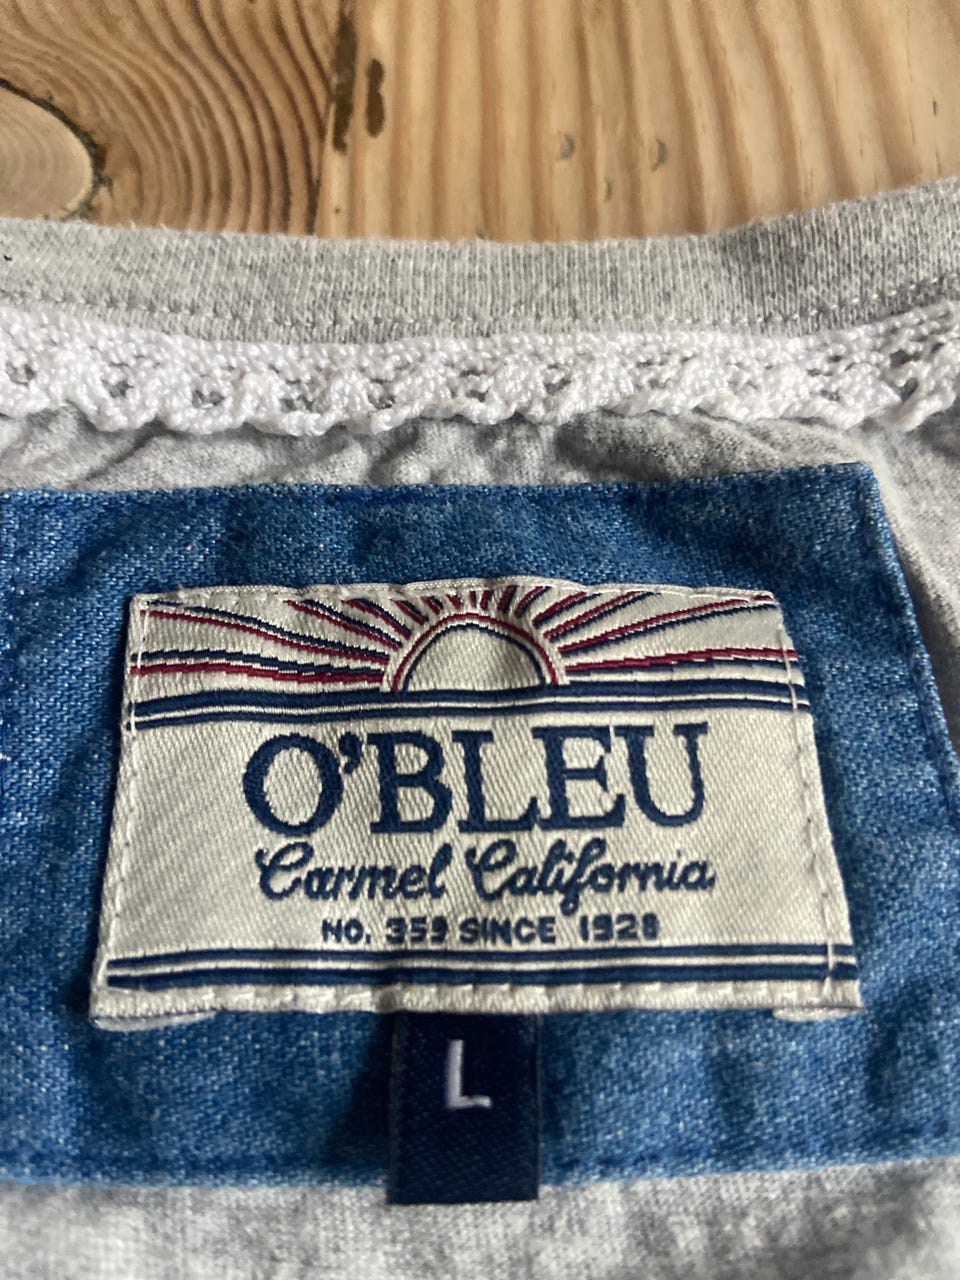 O'BLEU
Carmel California
NO. 359 SINCE 1928
L